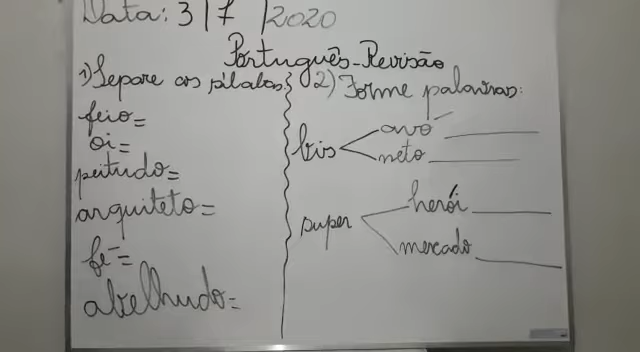 Data: 3/7/2020
Português-Revisão
1) Separe as sílabas
feio=
oi=
peitudo=
arquiteto=
fé=
abelhudo=
2) Forme palavras:
bis
avô
neto
super
herói
mercado